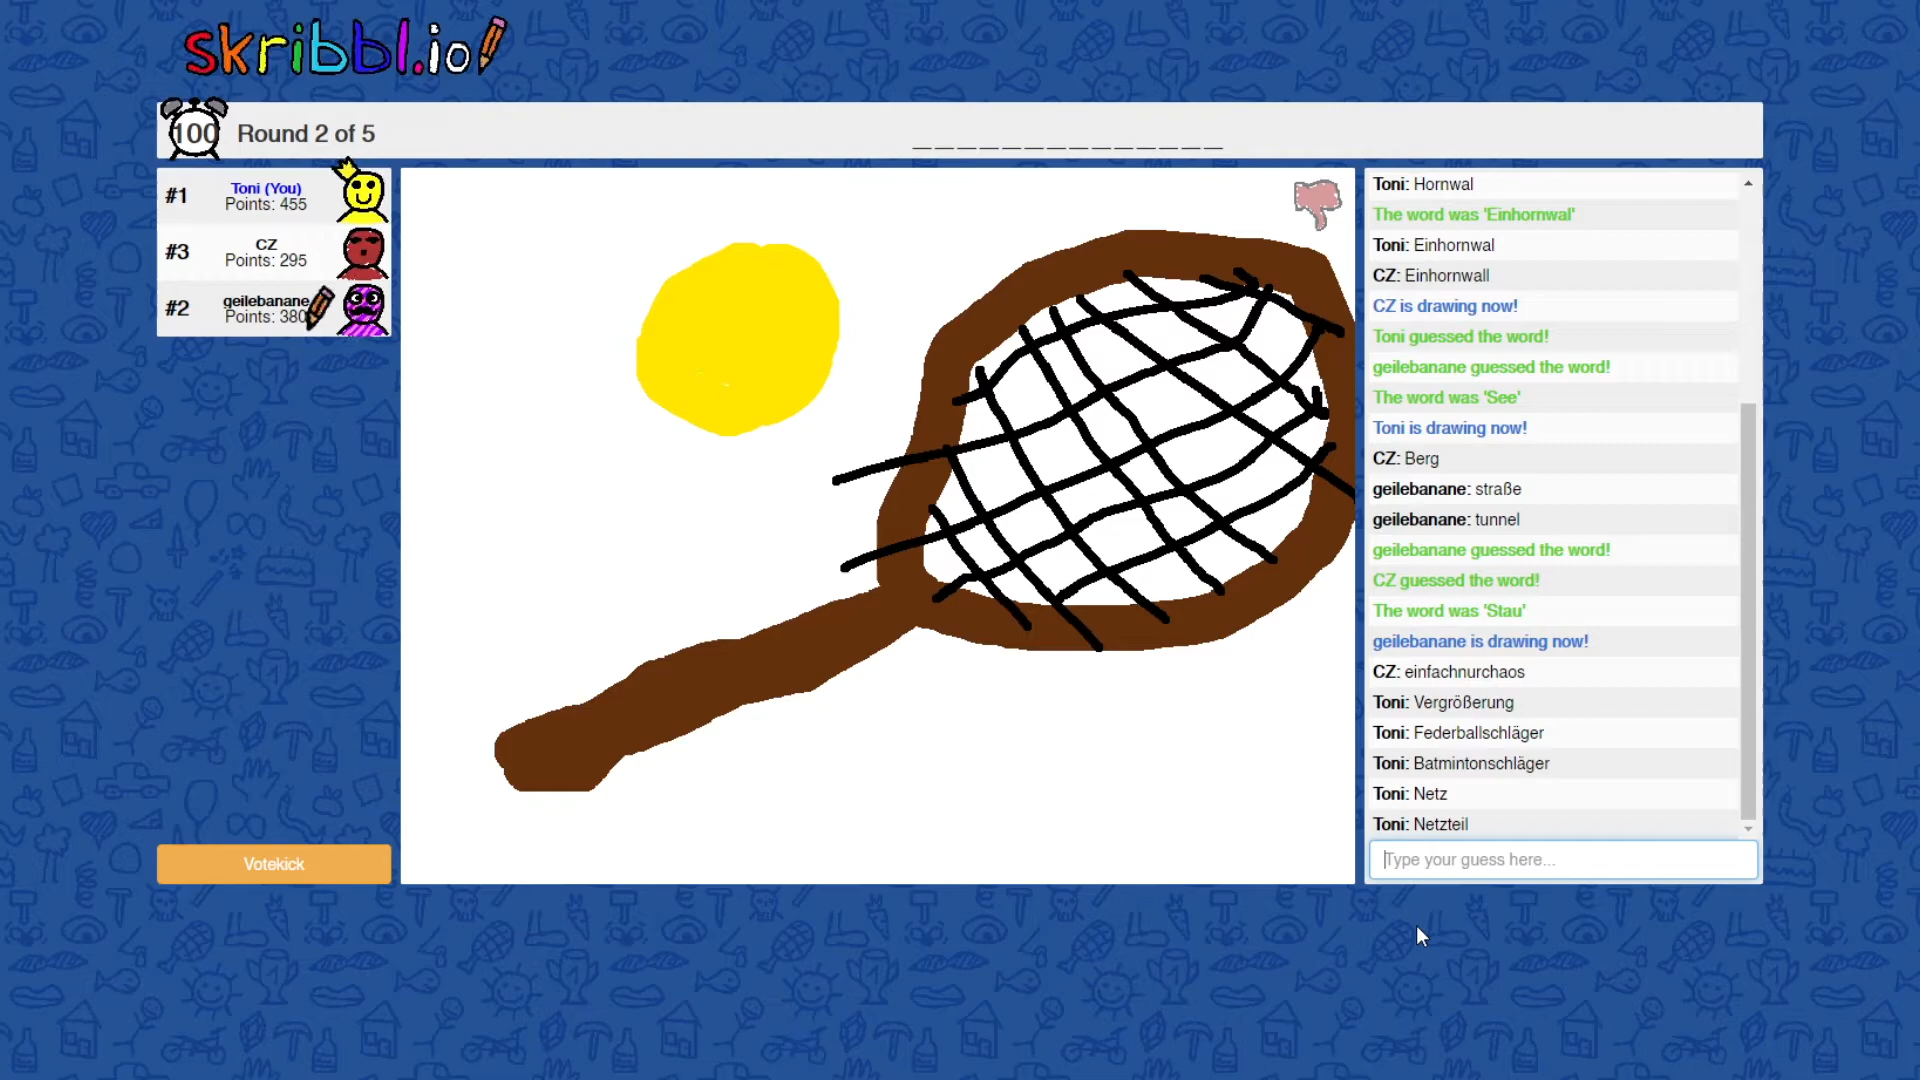 skribbl.io
100
Round 2 of 5
______________
#1
Toni (You)
Points: 455
#3
CZ
Points: 295
#2
geilebanane
Points: 380
Votekick
Toni: Hornwal
The word was 'Einhornwal'
Toni: Einhornwal
CZ: Einhornwall
CZ is drawing now!
Toni guessed the word!
geilebanane guessed the word!
The word was 'See'
Toni is drawing now!
CZ: Berg
geilebanane: straße
geilebanane: tunnel
geilebanane guessed the word!
CZ guessed the word!
The word was 'Stau'
geilebanane is drawing now!
CZ: einfachnurchaos
Toni: Vergrößerung
Toni: Federballschläger
Toni: Batmintonschläger
Toni: Netz
Toni: Netzteil
Type your guess here...